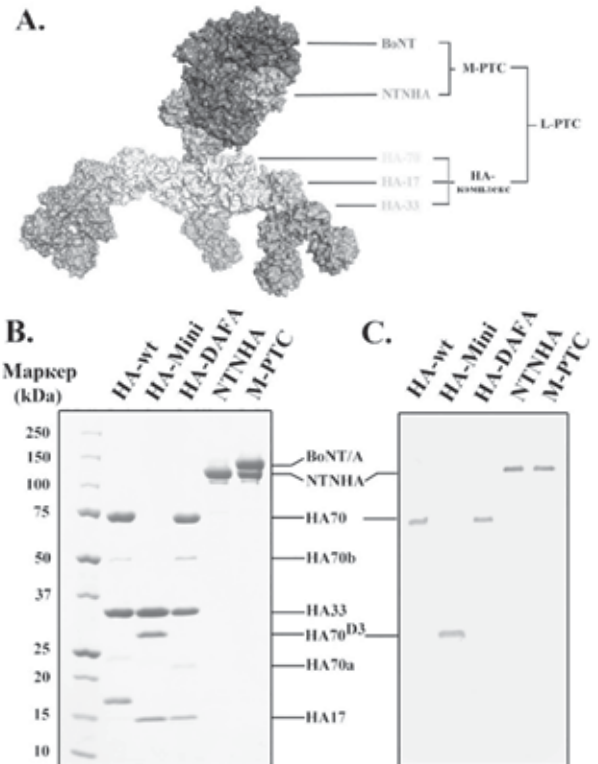 A.
BoNT
M-PTC
NTNHA
L-PTC
HA-70
HA-17
HA-комплекс
HA-33
B.
Маркер
(kDa)
HA-wt
HA-Mini
HA-DAFA
NTNHA
M-PTC
C.
HA-wt
HA-Mini
HA-DAFA
NTNHA
M-PTC
250
150
100
75
50
37
25
20
15
10
BoNT/A
NTNHA
HA70
HA70b
HA33
HA70D3
HA70a
HA17